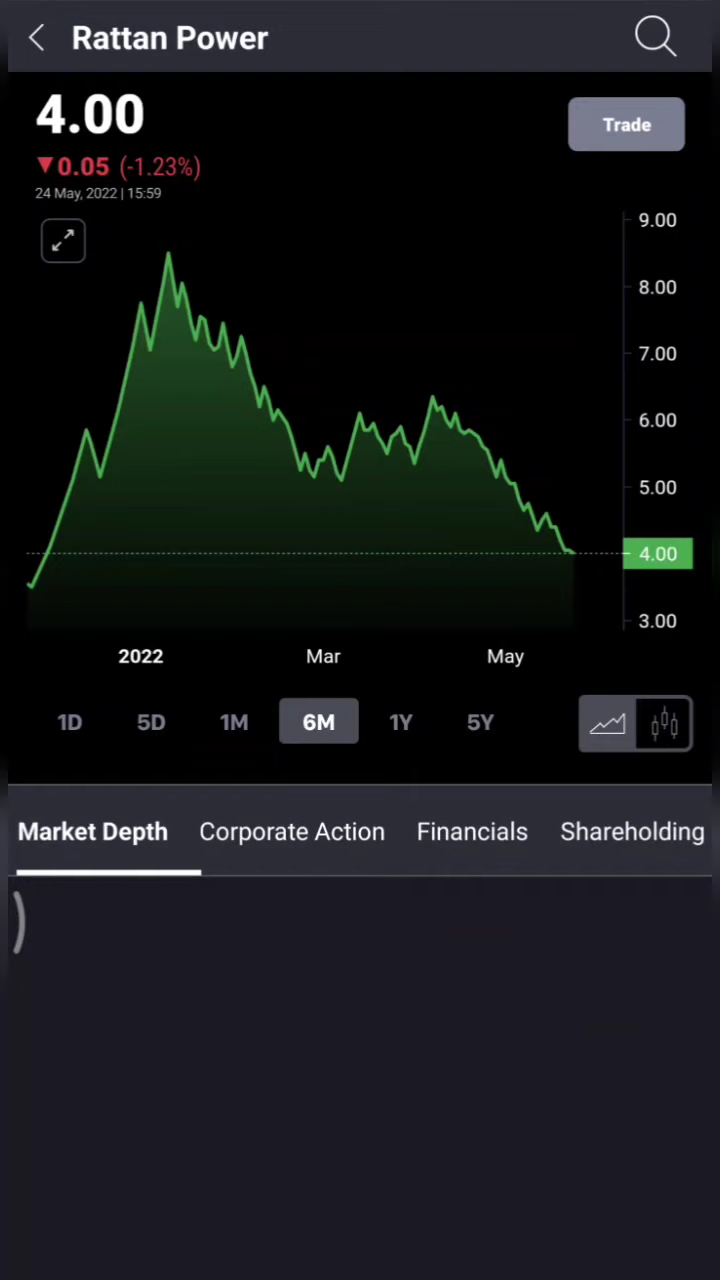 Rattan Power
4.00
Trade
▼0.05 (-1.23%)
24 May, 2022 | 15:59
9.00
8.00
7.00
6.00
5.00
4.00
3.00
2022 Mar May
1D 5D 1M 6M 1Y 5Y
Market Depth Corporate Action Financials Shareholding